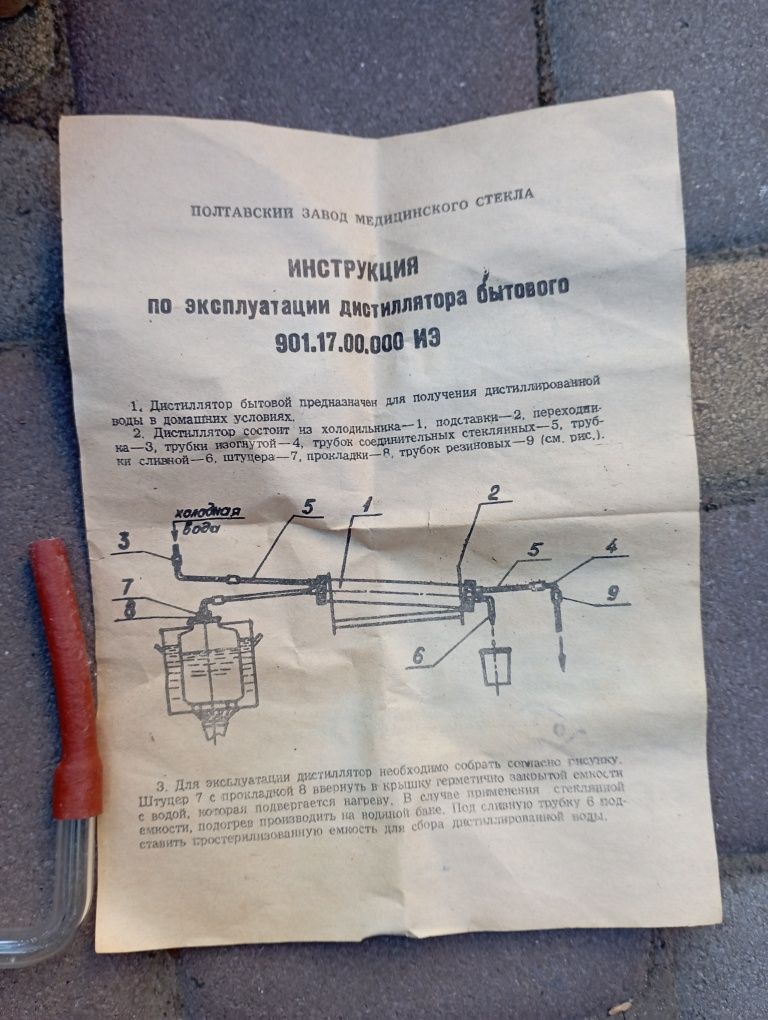 ПОЛТАВСКИЙ ЗАВОД МЕДИЦИНСКОГО СТЕКЛА
ИНСТРУКЦИЯ
по эксплуатации дистиллятора бытового
901.17.00.000 ИЭ
1. Дистиллятор бытовой предназначен для получения дистиллированной
воды в домашних условиях.
2. Дистиллятор состоит из холодильника—1, подставки—2, переходни-
ка—3, трубки изогнутой—4, трубок соединительных стеклянных—5, труб-
ки сливной—6, штуцера—7, прокладки—8, трубок резиновых—9 (см. рис.).
холодная
вода
3
5
1
2
5
4
7
8
9
6
3. Для эксплуатации дистиллятор необходимо собрать согласно рисунку.
Штуцер 7 с прокладкой 8 ввернуть в крышку герметично закрытой емкости
с водой, которая подвергается нагреву. В случае применения стеклянной
емкости, подогрев производить на водяной бане. Под сливную трубку 6 под-
ставить простерилизованную емкость для сбора дистиллированной воды.